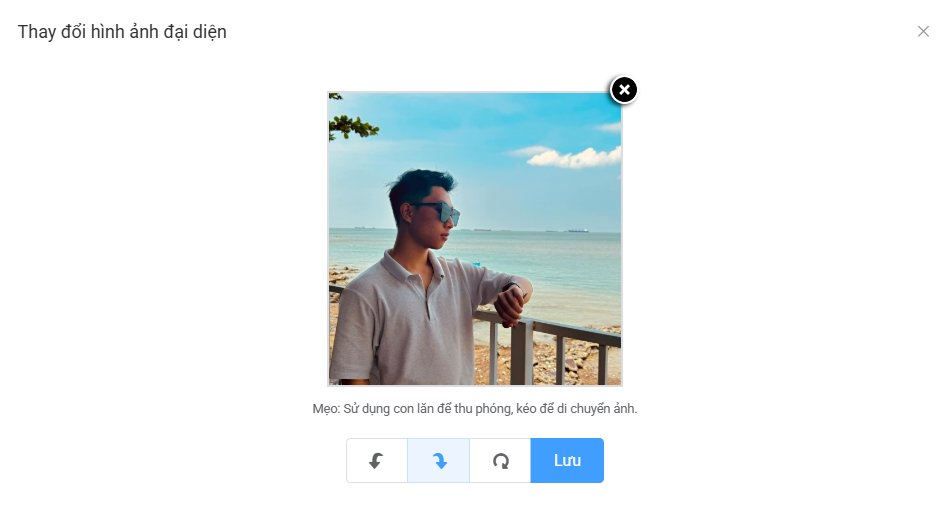 Thay đổi hình ảnh đại diện
Mẹo: Sử dụng con lăn để thu phóng, kéo để di chuyển ảnh.
Lưu